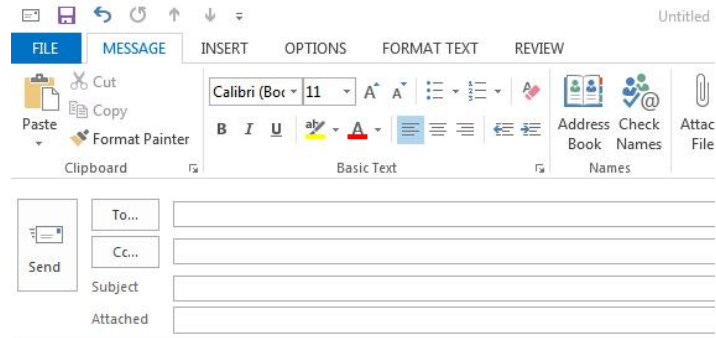 Untitled
FILE MESSAGE INSERT OPTIONS FORMAT TEXT REVIEW
Cut
Copy
Paste
Format Painter
Clipboard
Calibri (Boc 11 A A
B I U aby A
Basic Text
Address Book
Check Names
Names
Attac
File
To...
Cc...
Send
Subject
Attached